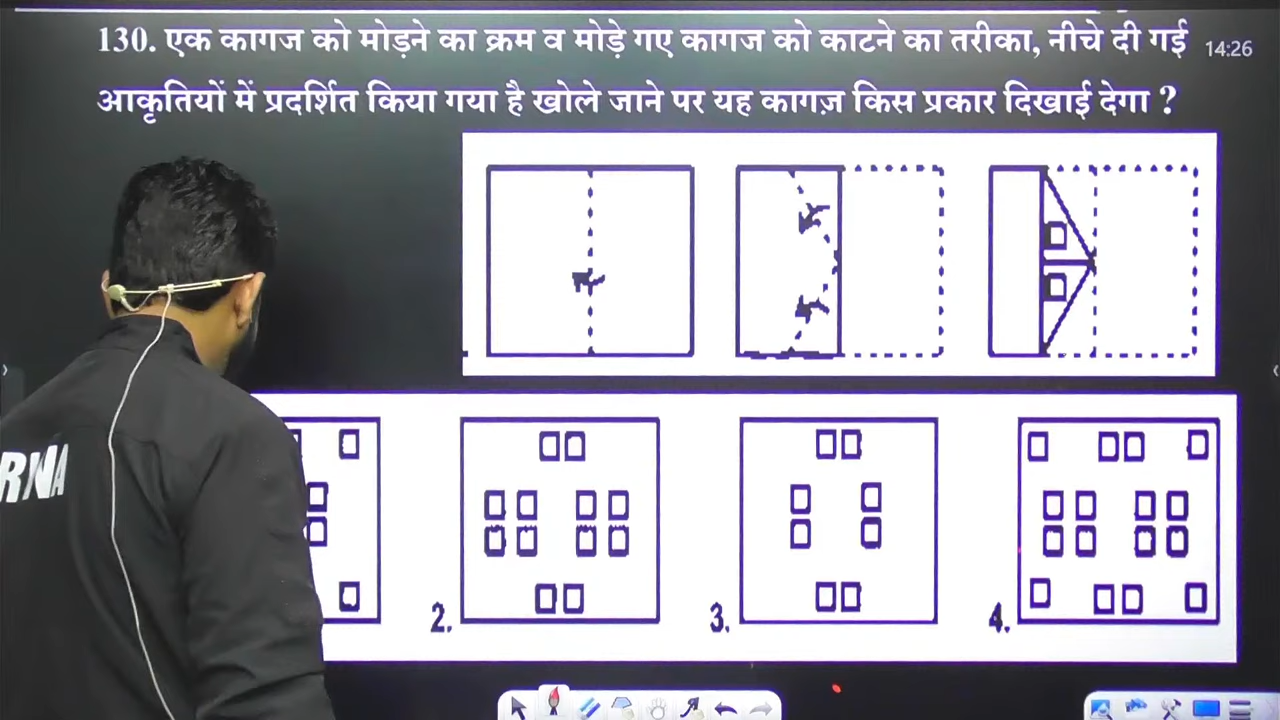 130. एक कागज को मोड़ने का क्रम व मोड़े गए कागज को काटने का तरीका, नीचे दी गई
14:26
आकृतियों में प्रदर्शित किया गया है खोले जाने पर यह कागज़ किस प्रकार दिखाई देगा ?
2.
3.
4.